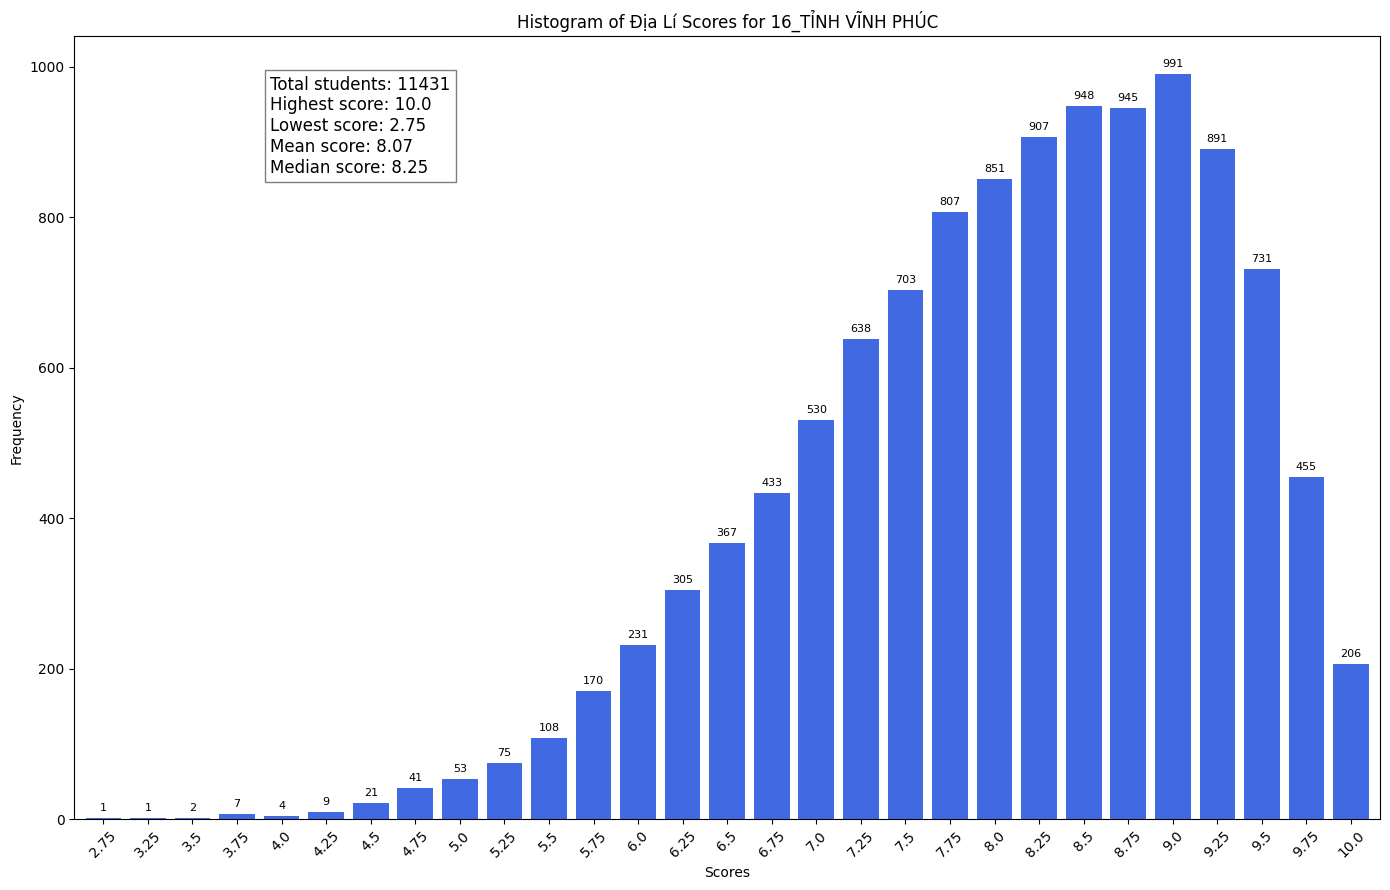 Histogram of Địa Lí Scores for 16_TỈNH VĨNH PHÚC
Total students: 11431
Highest score: 10.0
Lowest score: 2.75
Mean score: 8.07
Median score: 8.25
Frequency
1000
800
600
400
200
0
1 1 2 7 4 9 21 41 53 75 108 170 231 305 367 433 530 638 703 807 851 907 948 945 991 891 731 455 206
2.75 3.25 3.5 3.75 4.0 4.25 4.5 4.75 5.0 5.25 5.5 5.75 6.0 6.25 6.5 6.75 7.0 7.25 7.5 7.75 8.0 8.25 8.5 8.75 9.0 9.25 9.5 9.75 10.0
Scores